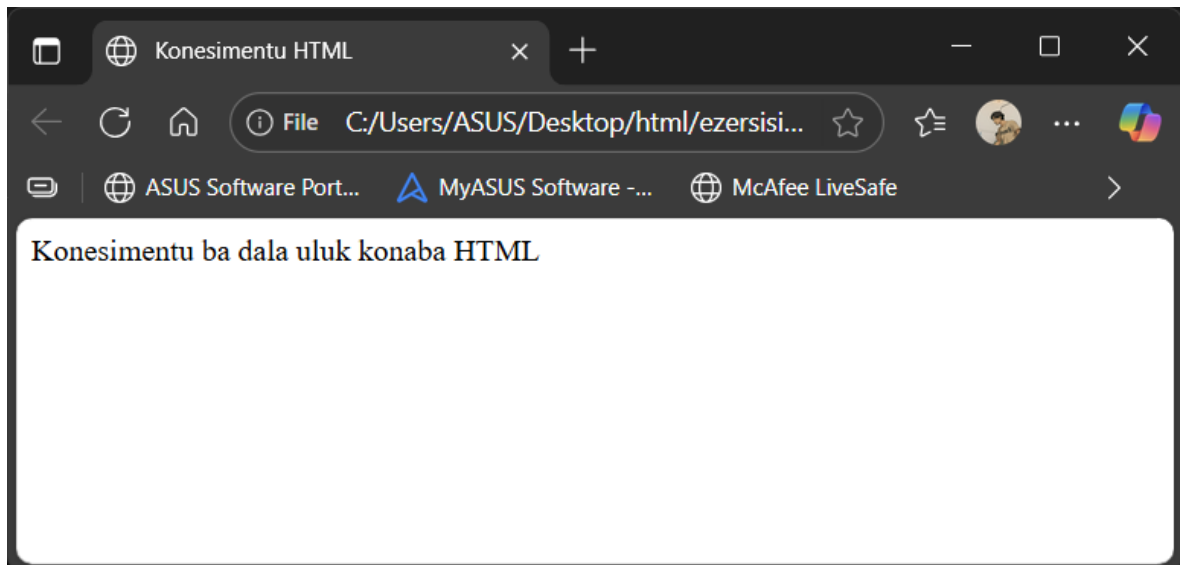 Konesimentu HTML
File C:/Users/ASUS/Desktop/html/ezersisi...
ASUS Software Port... MyASUS Software -... McAfee LiveSafe
Konesimentu ba dala uluk konaba HTML